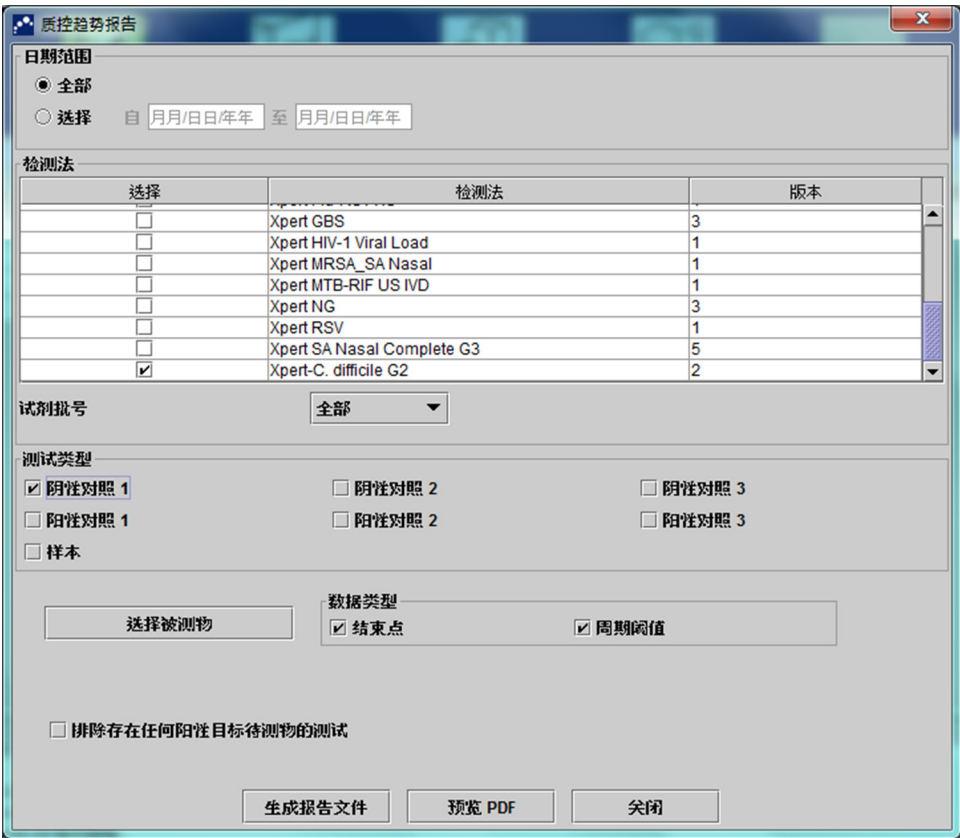 质控趋势报告
日期范围
全部
选择 自 月月/日日/年年 至 月月/日日/年年
检测法
选择 检测法 版本
Xpert GBS 3
Xpert HIV-1 Viral Load 1
Xpert MRSA_SA Nasal 1
Xpert MTB-RIF US IVD 1
Xpert NG 3
Xpert RSV 1
Xpert SA Nasal Complete G3 5
Xpert-C. difficile G2 2
试剂批号 全部
测试类型
阴性对照 1 阴性对照 2 阴性对照 3
阳性对照 1 阳性对照 2 阳性对照 3
样本
数据类型
选择被测物 结束点 周期阈值
排除存在任何阳性目标待测物的测试
生成报告文件 预览 PDF 关闭